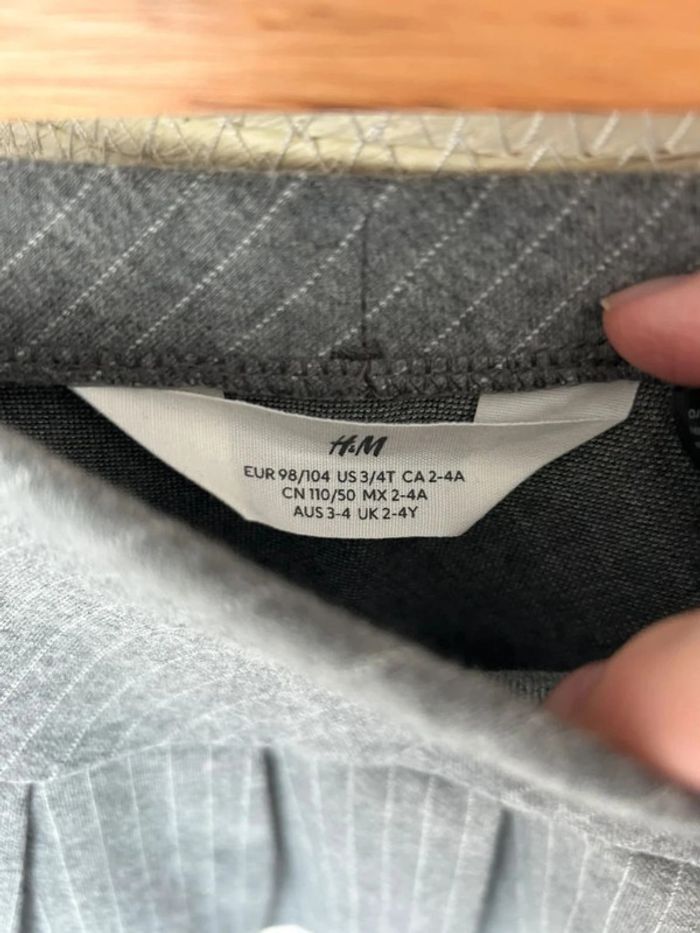 H&M
EUR 98/104 US 3/4T CA 2-4A
CN 110/50 MX 2-4A
AUS 3-4 UK 2-4Y